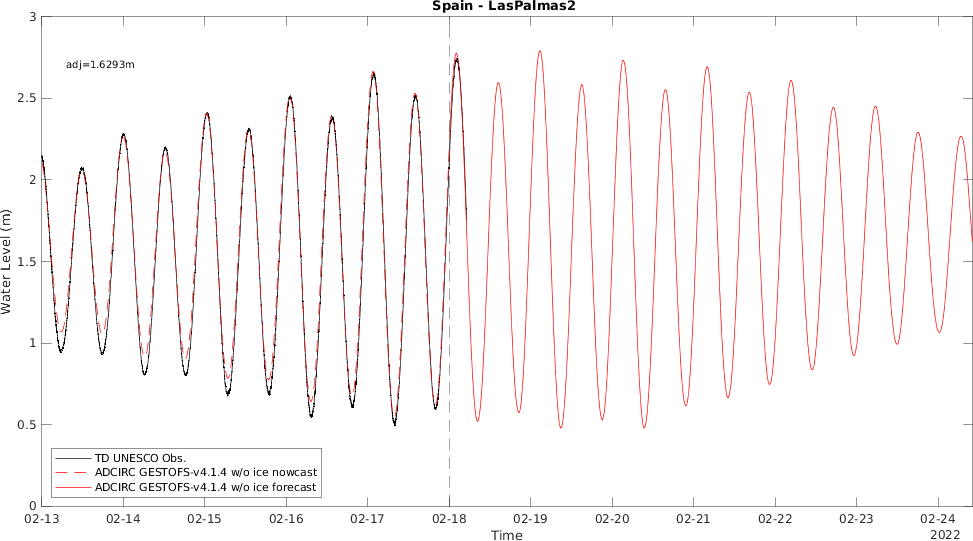 Spain - LasPalmas2
3
2.5
2
1.5
1
0.5
0
Water Level (m)
adj=1.6293m
TD UNESCO Obs.
ADCIRC GESTOFS-v4.1.4 w/o ice nowcast
ADCIRC GESTOFS-v4.1.4 w/o ice forecast
02-13 02-14 02-15 02-16 02-17 02-18 02-19 02-20 02-21 02-22 02-23 02-24
2022
Time